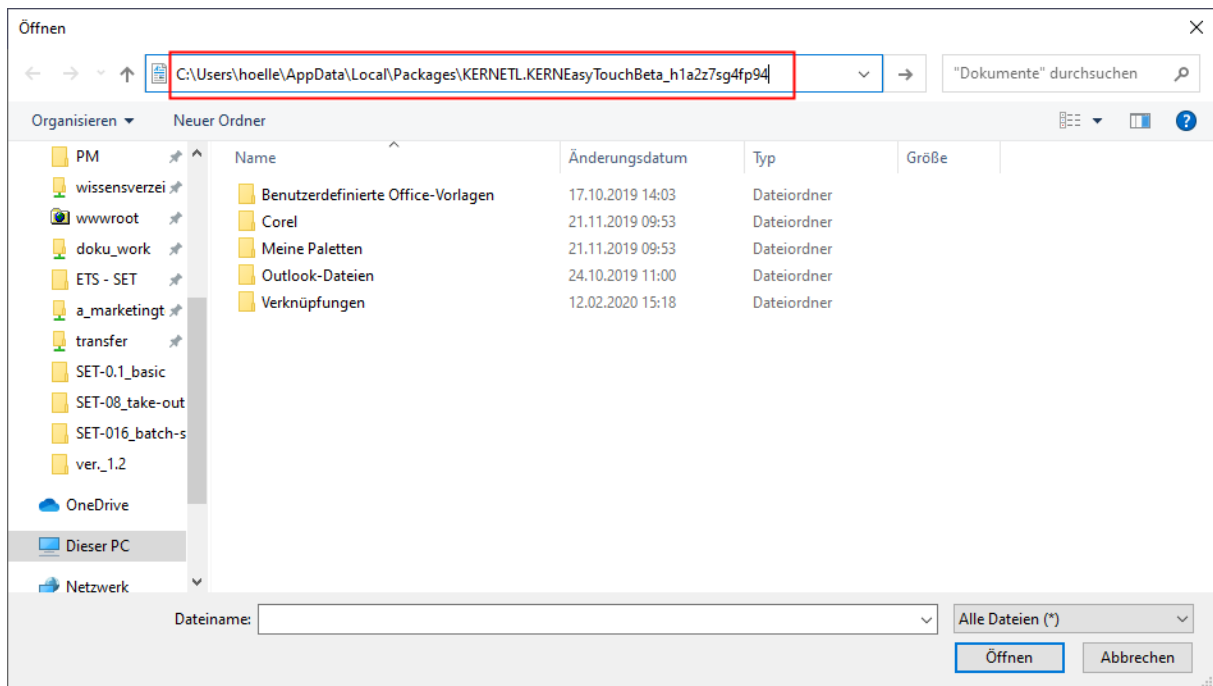 Öffnen
C:\Users\hoelle\AppData\Local\Packages\KERNETL.KERNEasyTouchBeta_h1a2z7sg4fp94
"Dokumente" durchsuchen
Organisieren
Neuer Ordner
PM
wissensverzei
wwwroot
doku_work
ETS - SET
a_marketingt
transfer
SET-0.1_basic
SET-08_take-out
SET-016_batch-s
ver._1.2
OneDrive
Dieser PC
Netzwerk
Name Änderungsdatum Typ Größe
Benutzerdefinierte Office-Vorlagen 17.10.2019 14:03 Dateiordner
Corel 21.11.2019 09:53 Dateiordner
Meine Paletten 21.11.2019 09:53 Dateiordner
Outlook-Dateien 24.10.2019 11:00 Dateiordner
Verknüpfungen 12.02.2020 15:18 Dateiordner
Dateiname:
Alle Dateien (*)
Öffnen
Abbrechen